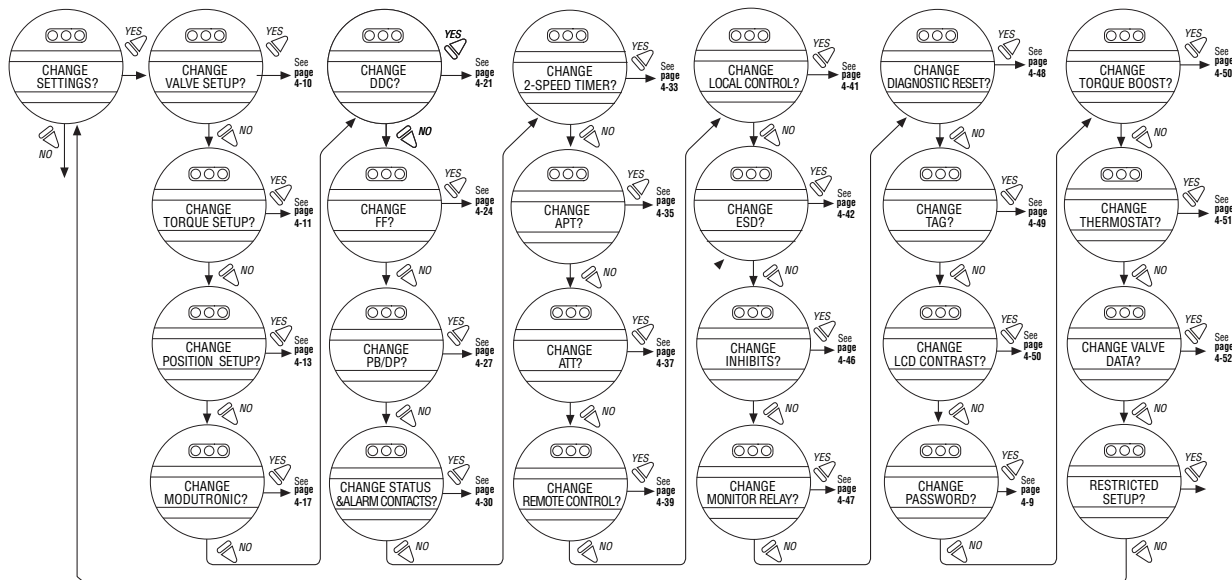 YES
CHANGE
SETTINGS?
NO
YES
CHANGE
VALVE SETUP?
See
page
4-10
NO
YES
CHANGE
TORQUE SETUP?
See
page
4-11
NO
YES
CHANGE
POSITION SETUP?
See
page
4-13
NO
YES
CHANGE
MODUTRONIC?
See
page
4-17
NO
YES
CHANGE
DDC?
See
page
4-21
NO
YES
CHANGE
FF?
See
page
4-24
NO
YES
CHANGE
PB/DP?
See
page
4-27
NO
YES
CHANGE STATUS
&ALARM CONTACTS?
See
page
4-30
NO
YES
CHANGE
2-SPEED TIMER?
See
page
4-33
NO
YES
CHANGE
APT?
See
page
4-35
NO
YES
CHANGE
ATT?
See
page
4-37
NO
YES
CHANGE
REMOTE CONTROL?
See
page
4-39
NO
YES
CHANGE
LOCAL CONTROL?
See
page
4-41
NO
YES
CHANGE
ESD?
See
page
4-42
NO
YES
CHANGE
INHIBITS?
See
page
4-46
NO
YES
CHANGE
MONITOR RELAY?
See
page
4-47
NO
YES
CHANGE
DIAGNOSTIC RESET?
See
page
4-48
NO
YES
CHANGE
TAG?
See
page
4-49
NO
YES
CHANGE
LCD CONTRAST?
See
page
4-50
NO
YES
CHANGE
PASSWORD?
See
page
4-9
NO
YES
CHANGE
TORQUE BOOST?
See
page
4-50
NO
YES
CHANGE
THERMOSTAT?
See
page
4-51
NO
YES
CHANGE VALVE
DATA?
See
page
4-52
NO
YES
RESTRICTED
SETUP?
NO